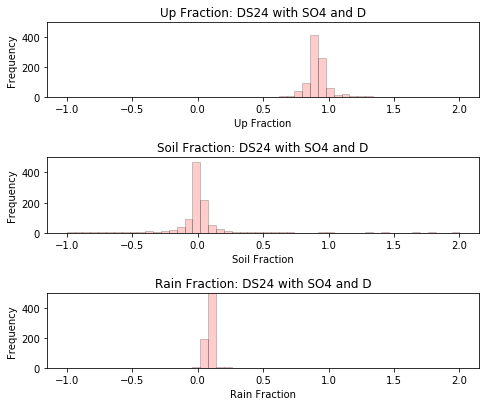 Up Fraction: DS24 with SO4 and D
400
200
0
Frequency
-1.0 -0.5 0.0 0.5 1.0 1.5 2.0
Up Fraction
Soil Fraction: DS24 with SO4 and D
400
200
0
Frequency
-1.0 -0.5 0.0 0.5 1.0 1.5 2.0
Soil Fraction
Rain Fraction: DS24 with SO4 and D
400
200
0
Frequency
-1.0 -0.5 0.0 0.5 1.0 1.5 2.0
Rain Fraction